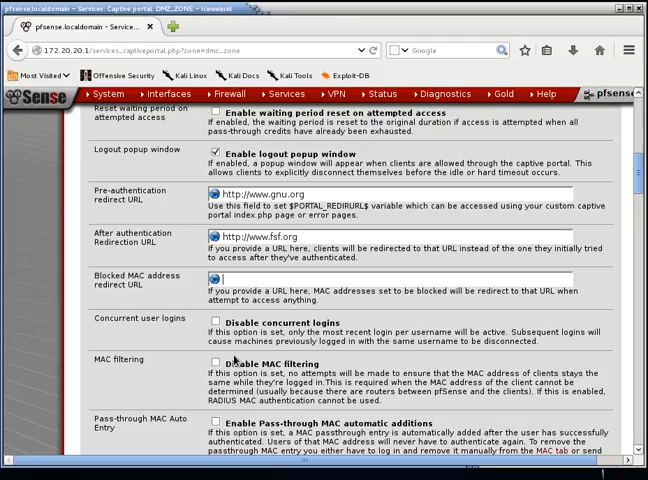 pfsense.localdomain - Services: Captive portal: DMZ_ZONE - Iceweasel
pfsense.localdomain - Service...
172.20.20.1/services_captiveportal.php?zone=dmz_zone
Google
Most Visited
Offensive Security
Kali Linux
Kali Docs
Kali Tools
Exploit-DB
Sense
System
Interfaces
Firewall
Services
VPN
Status
Diagnostics
Gold
Help
pfsense
Reset waiting period on
attempted access
Enable waiting period reset on attempted access
If enabled, the waiting period is reset to the original duration if access is attempted when all
pass-through credits have already been exhausted.
Logout popup window
Enable logout popup window
If enabled, a popup window will appear when clients are allowed through the captive portal. This
allows clients to explicitly disconnect themselves before the idle or hard timeout occurs.
Pre-authentication
redirect URL
http://www.gnu.org
Use this field to set $PORTAL_REDIRURL$ variable which can be accessed using your custom captive
portal index.php page or error pages.
After authentication
Redirection URL
http://www.fsf.org
If you provide a URL here, clients will be redirected to that URL instead of the one they initially tried
to access after they've authenticated.
Blocked MAC address
redirect URL
If you provide a URL here, MAC addresses set to be blocked will be redirect to that URL when
attempt to access anything.
Concurrent user logins
Disable concurrent logins
If this option is set, only the most recent login per username will be active. Subsequent logins will
cause machines previously logged in with the same username to be disconnected.
MAC filtering
Disable MAC filtering
If this option is set, no attempts will be made to ensure that the MAC address of clients stays the
same while they're logged in.This is required when the MAC address of the client cannot be
determined (usually because there are routers between pfSense and the clients). If this is enabled,
RADIUS MAC authentication cannot be used.
Pass-through MAC Auto
Entry
Enable Pass-through MAC automatic additions
If this option is set, a MAC passthrough entry is automatically added after the user has successfully
authenticated. Users of that MAC address will never have to authenticate again. To remove the
passthrough MAC entry you either have to log in and remove it manually from the MAC tab or send